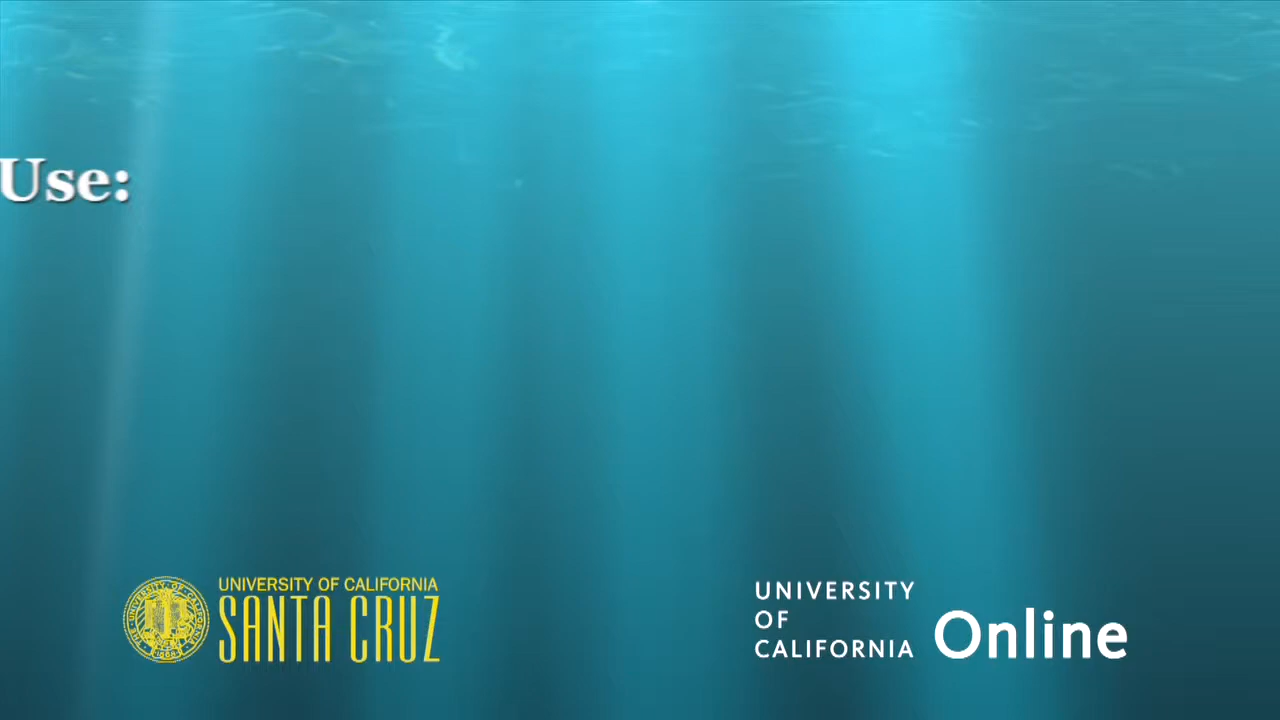 Use:
UNIVERSITY OF CALIFORNIA
SANTA CRUZ
UNIVERSITY
OF
CALIFORNIA
Online